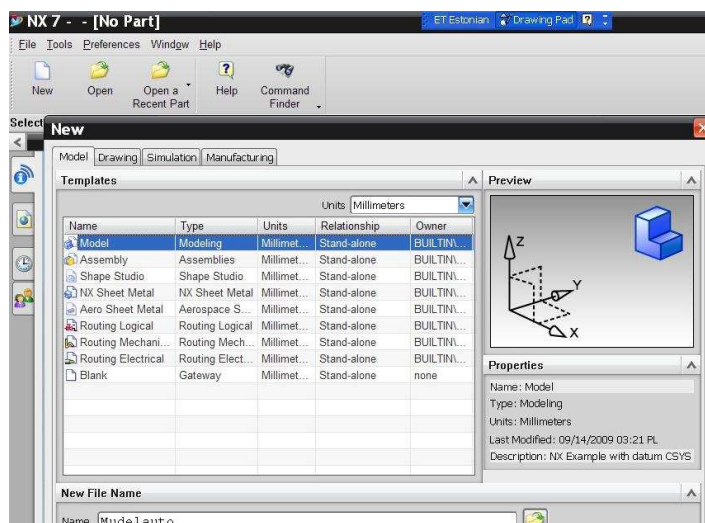 NX 7 - - [No Part]
ET Estonian Drawing Pad
File Tools Preferences Window Help
New Open Open a Recent Part Help Command Finder
Select
New
Model Drawing Simulation Manufacturing
Templates
Units Millimeters
Name Type Units Relationship Owner
Model Modeling Millimet... Stand-alone BUILTIN\...
Assembly Assemblies Millimet... Stand-alone BUILTIN\...
Shape Studio Shape Studio Millimet... Stand-alone BUILTIN\...
NX Sheet Metal NX Sheet Metal Millimet... Stand-alone BUILTIN\...
Aero Sheet Metal Aerospace S... Millimet... Stand-alone BUILTIN\...
Routing Logical Routing Logical Millimet... Stand-alone BUILTIN\...
Routing Mechani... Routing Mech... Millimet... Stand-alone BUILTIN\...
Routing Electrical Routing Elect... Millimet... Stand-alone BUILTIN\...
Blank Gateway Millimet... Stand-alone none
Preview
Z
Y
X
Properties
Name: Model
Type: Modeling
Units: Millimeters
Last Modified: 09/14/2009 03:21 PL
Description: NX Example with datum CSYS
New File Name
Name Mudelauto